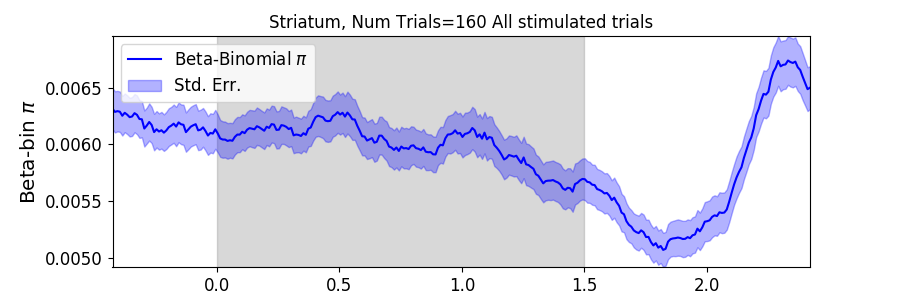 Striatum, Num Trials=160 All stimulated trials
Beta-Binomial π
Std. Err.
Beta-bin π
0.0065
0.0060
0.0055
0.0050
0.0 0.5 1.0 1.5 2.0